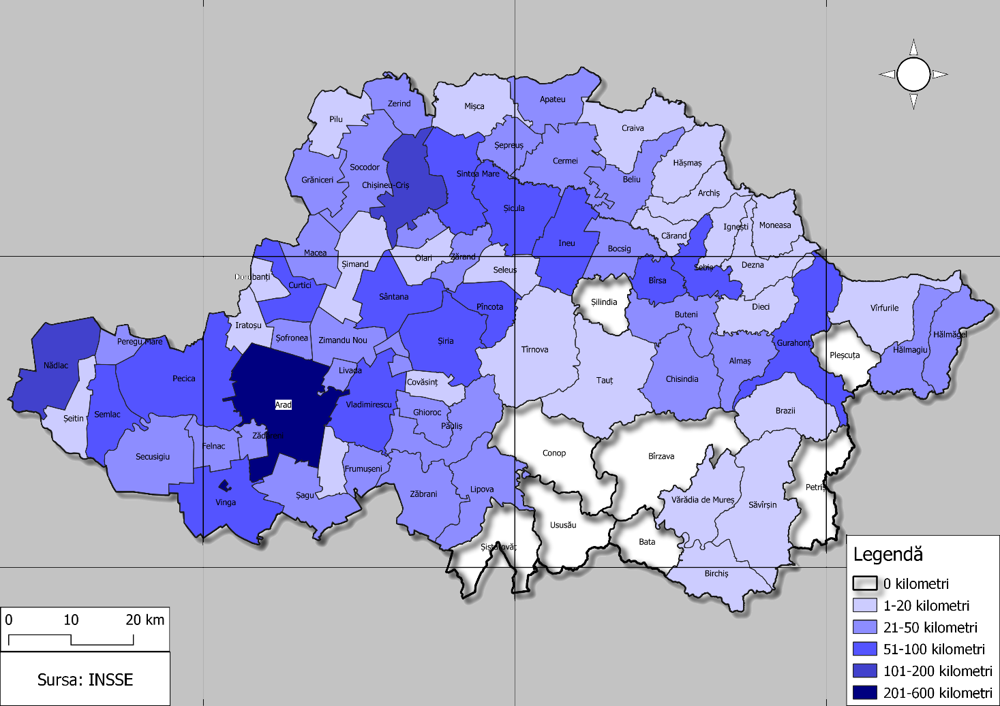 Zerind
Mișca
Apateu
Pilu
Craiva
Șepreuș
Cermei
Hășmaș
Socodor
Sintea Mare
Grăniceri
Chișineu-Criș
Beliu
Archiș
Șicula
Ignești
Moneasa
Cărand
Ineu
Bocsig
Macea
Olari
Zărand
Șimand
Seleuș
Sebiș
Dezna
Dorobanți
Curtici
Bîrsa
Sântana
Pîncota
Șilindia
Dieci
Vîrfurile
Buteni
Iratoșu
Hălmăgel
Șofronea
Zimandu Nou
Șiria
Peregu Mare
Gurahonț
Tîrnova
Hălmagiu
Pleșcuța
Almaș
Nădlac
Livada
Pecica
Chisindia
Covăsinț
Tauț
Arad
Vladimirescu
Brazii
Semlac
Ghioroc
Șeitin
Păuliș
Zădăreni
Felnac
Conop
Bîrzava
Secusigiu
Frumușeni
Petriș
Lipova
Zăbrani
Șagu
Vărădia de Mureș
Săvîrșin
Vinga
Ususău
Bata
Șiștarovăț
Birchiș
Legendă
0 kilometri
1-20 kilometri
21-50 kilometri
51-100 kilometri
101-200 kilometri
201-600 kilometri
0 10 20 km
Sursa: INSSE